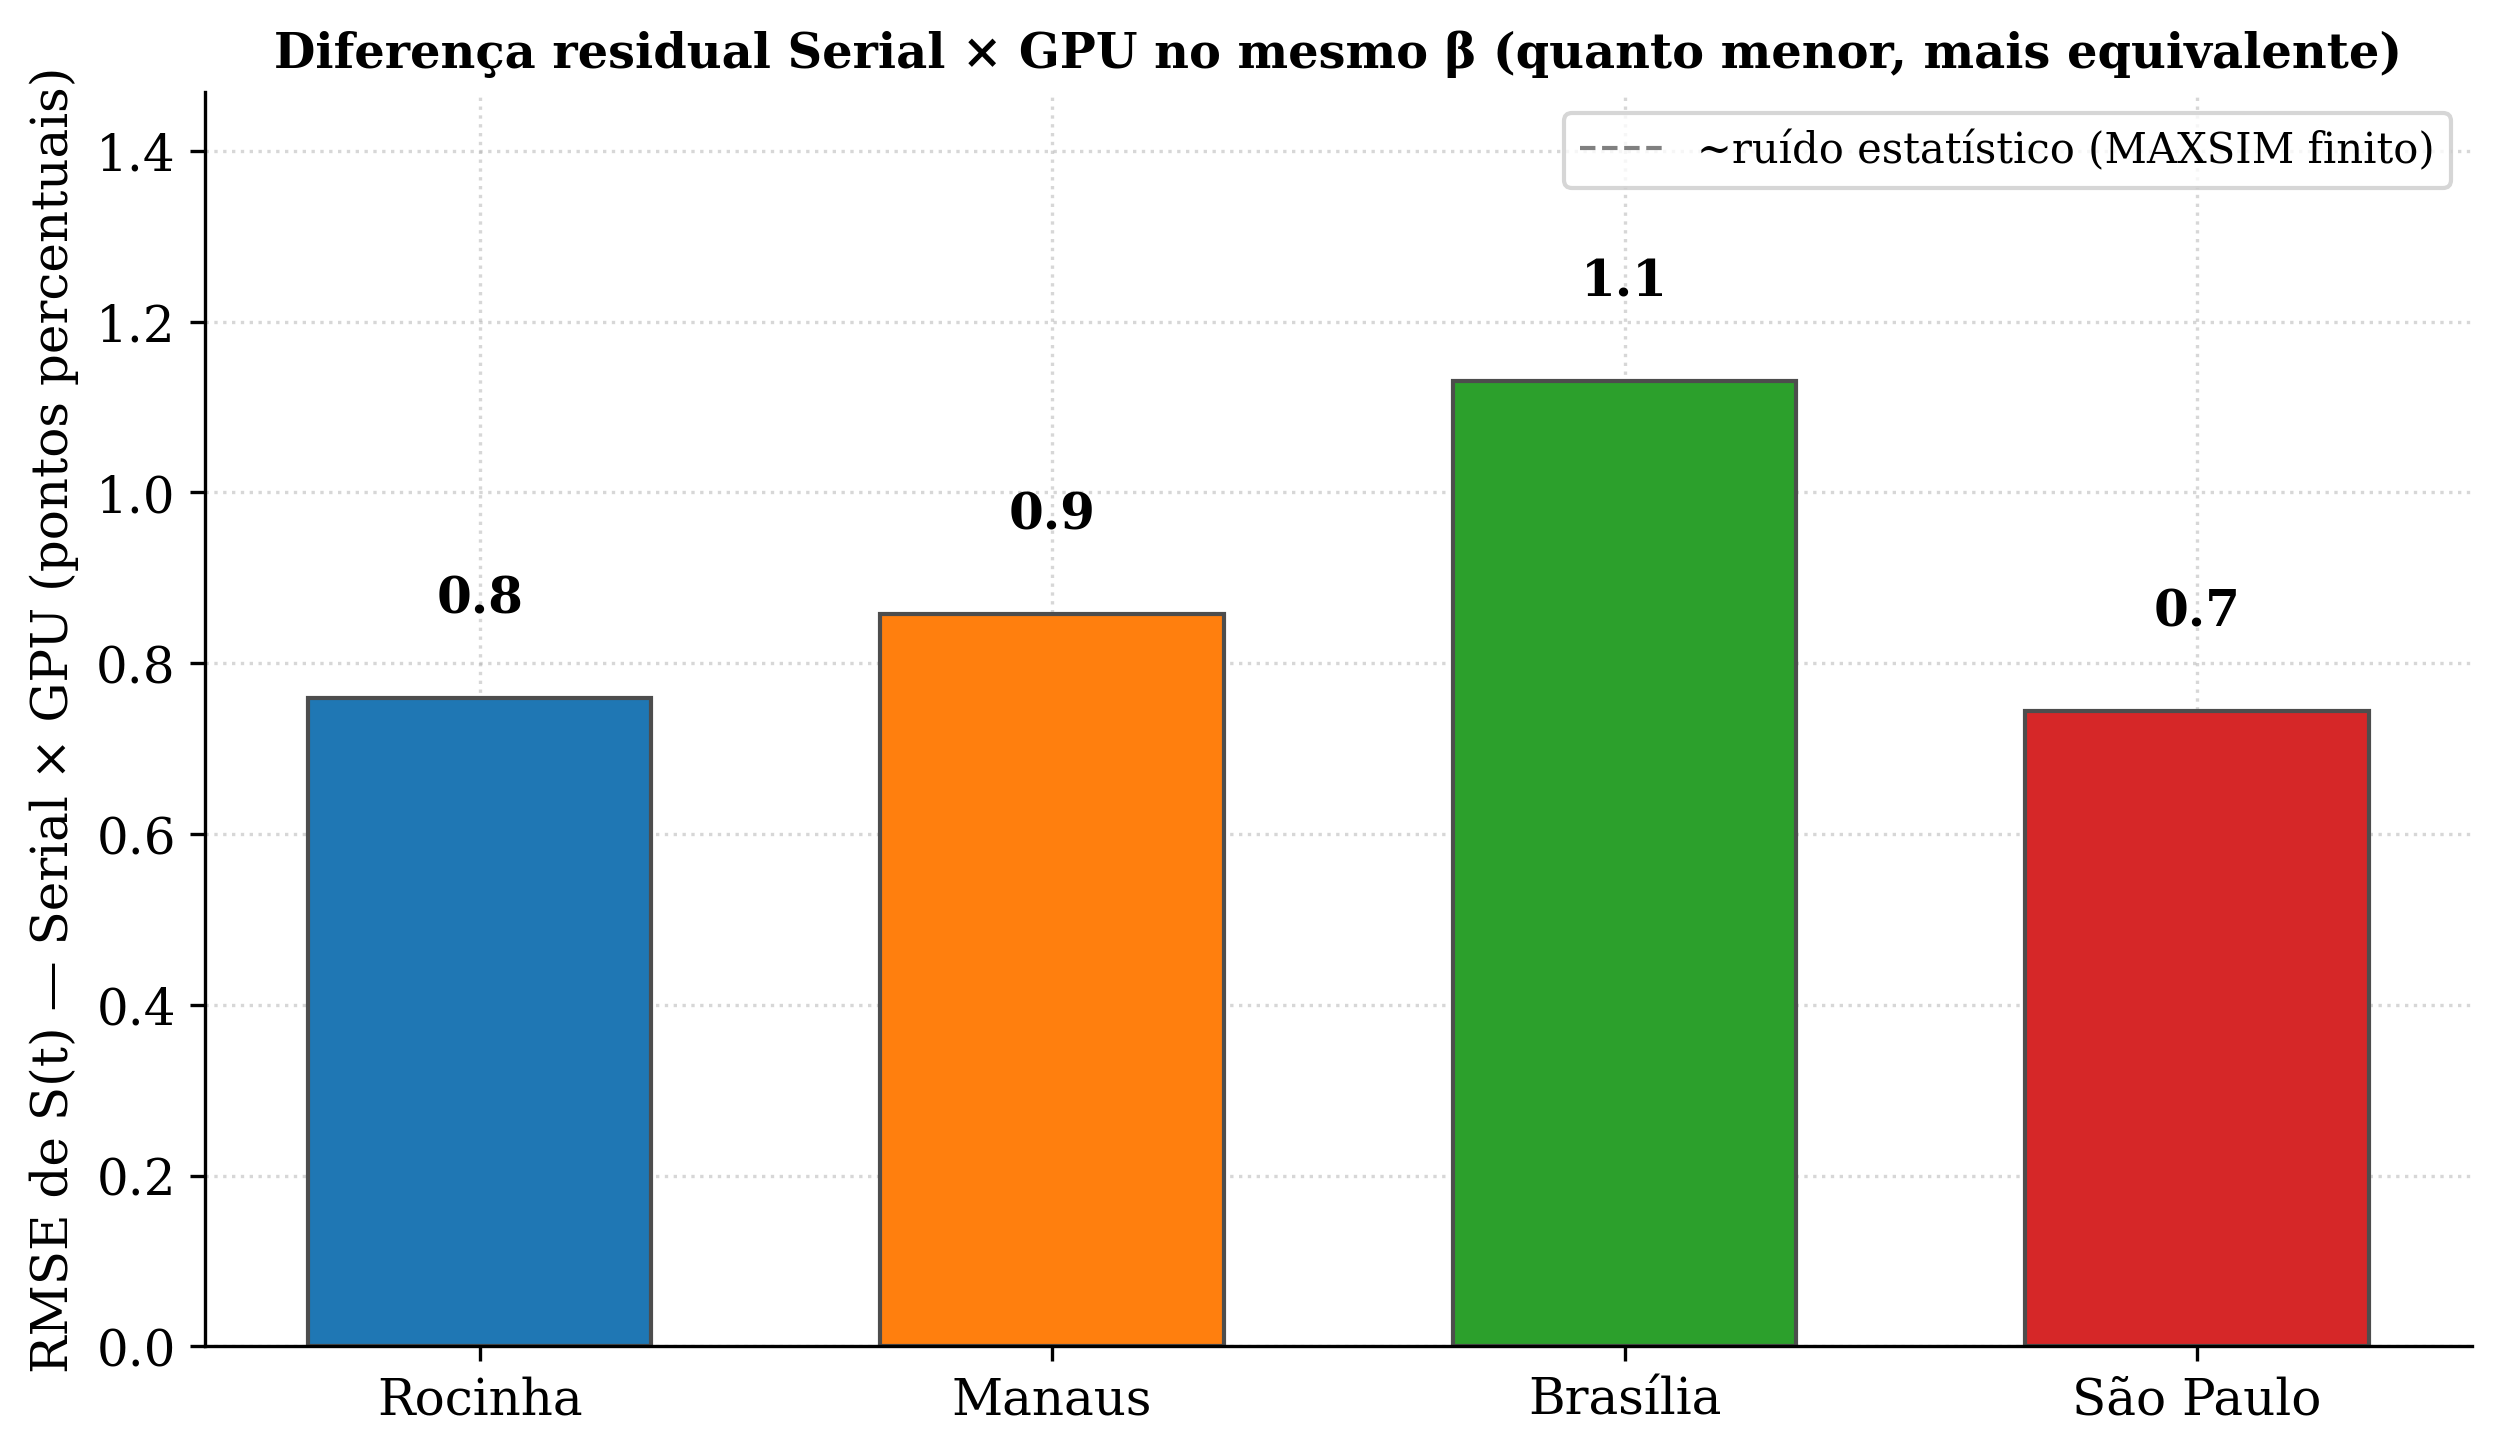 Diferença residual Serial × GPU no mesmo β (quanto menor, mais equivalente)
RMSE de S(t) — Serial × GPU (pontos percentuais)
~ruído estatístico (MAXSIM finito)
1.4
1.2
1.0
0.8
0.6
0.4
0.2
0.0
0.8
0.9
1.1
0.7
Rocinha
Manaus
Brasília
São Paulo